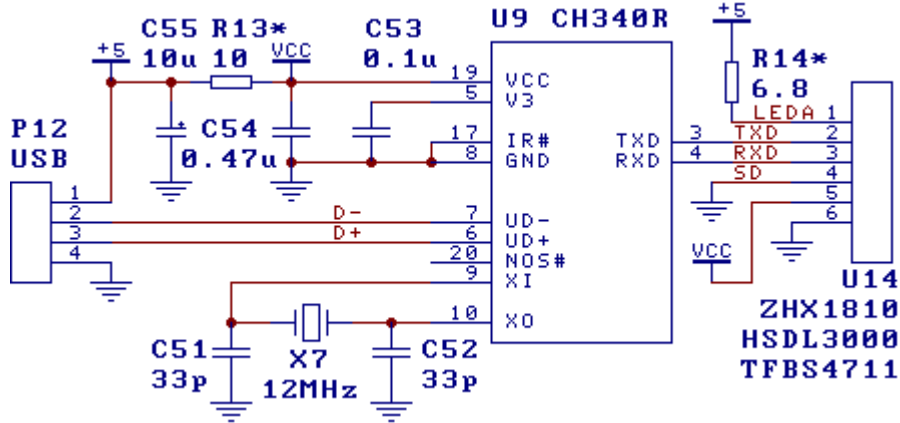 U9 CH340R
C55 R13* C53
+5 10u 10 VCC 0.1u
+5
R14*
6.8
P12
USB
C54
0.47u
19 VCC
5 V3
17 IR#
8 GND
TXD 3
RXD 4
LEDA 1
TXD 2
RXD 3
SD 4
5
6
1
2 D- 7 UD-
3 D+ 6 UD+
4
20 NOS#
9 XI
10 XO
VCC
U14
ZHX1810
HSDL3000
TFBS4711
C51
33p
X7
12MHz
C52
33p